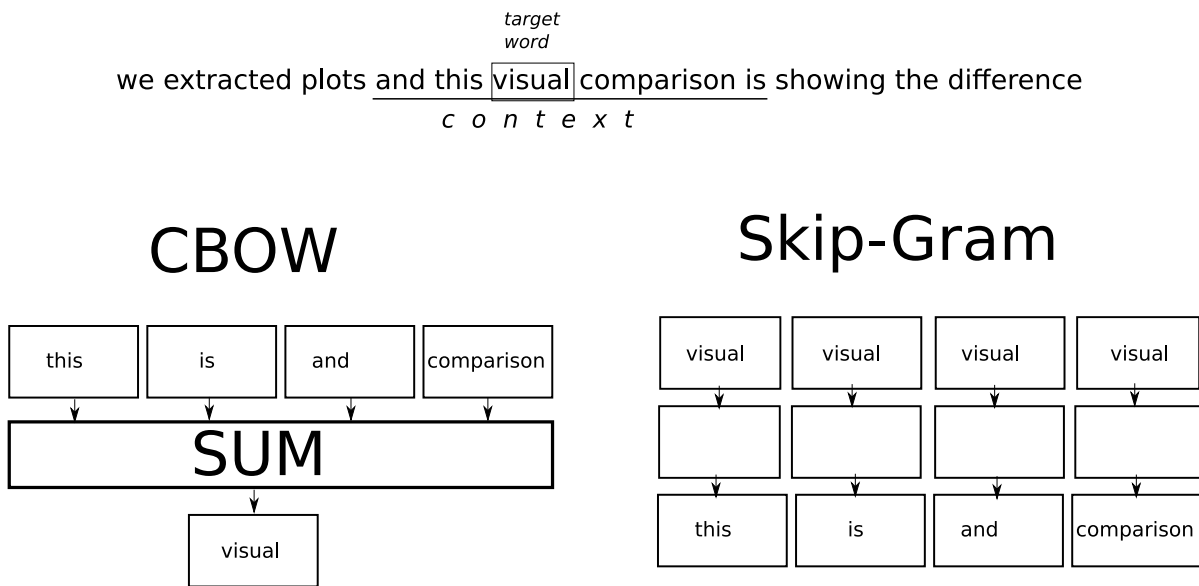 target
word
we extracted plots and this visual comparison is showing the difference
c o n t e x t
CBOW
this is and comparison
SUM
visual
Skip-Gram
visual visual visual visual
this is and comparison